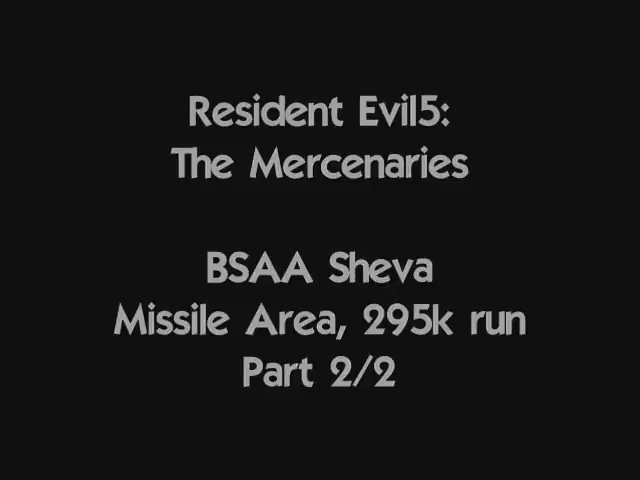 Resident Evil5:
The Mercenaries
BSAA Sheva
Missile Area, 295k run
Part 2/2